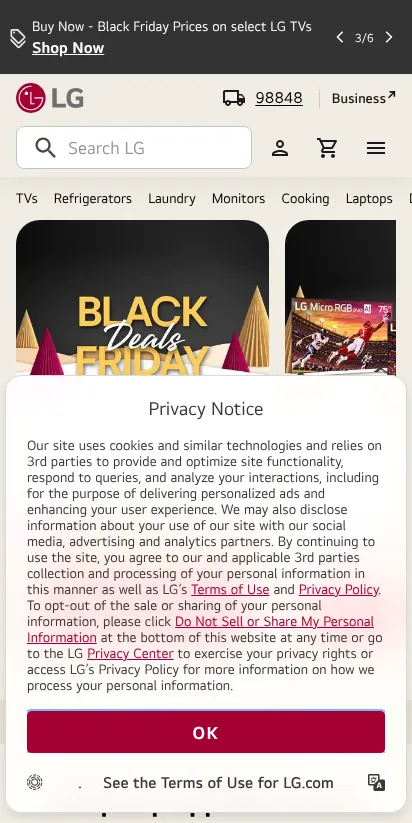 Buy Now - Black Friday Prices on select LG TVs
Shop Now
3/6
LG
98848
Business
Search LG
TVs Refrigerators Laundry Monitors Cooking Laptops
BLACK
Deals
FRIDAY
LG Micro RGB evo AI 75"
Privacy Notice
Our site uses cookies and similar technologies and relies on
3rd parties to provide and optimize site functionality,
respond to queries, and analyze your interactions, including
for the purpose of delivering personalized ads and
enhancing your user experience. We may also disclose
information about your use of our site with our social
media, advertising and analytics partners. By continuing to
use the site, you agree to our and applicable 3rd parties
collection and processing of your personal information in
this manner as well as LG’s Terms of Use and Privacy Policy.
To opt-out of the sale or sharing of your personal
information, please click Do Not Sell or Share My Personal
Information at the bottom of this website at any time or go
to the LG Privacy Center to exercise your privacy rights or
access LG’s Privacy Policy for more information on how we
process your personal information.
OK
. See the Terms of Use for LG.com